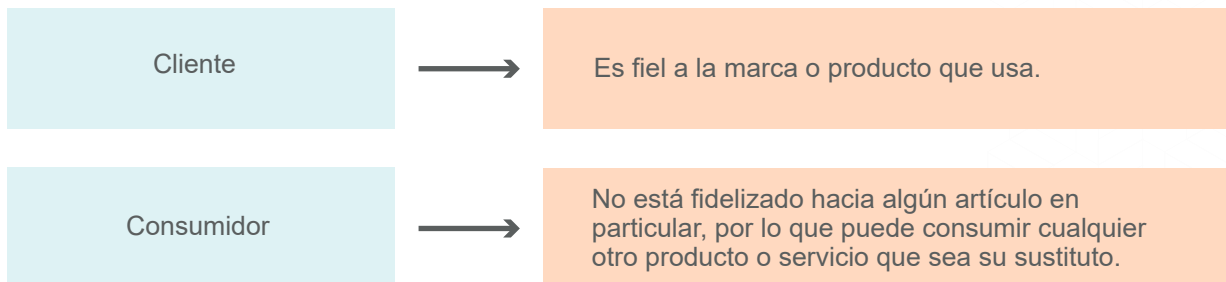 Cliente
Es fiel a la marca o producto que usa.
Consumidor
No está fidelizado hacia algún artículo en
particular, por lo que puede consumir cualquier
otro producto o servicio que sea su sustituto.